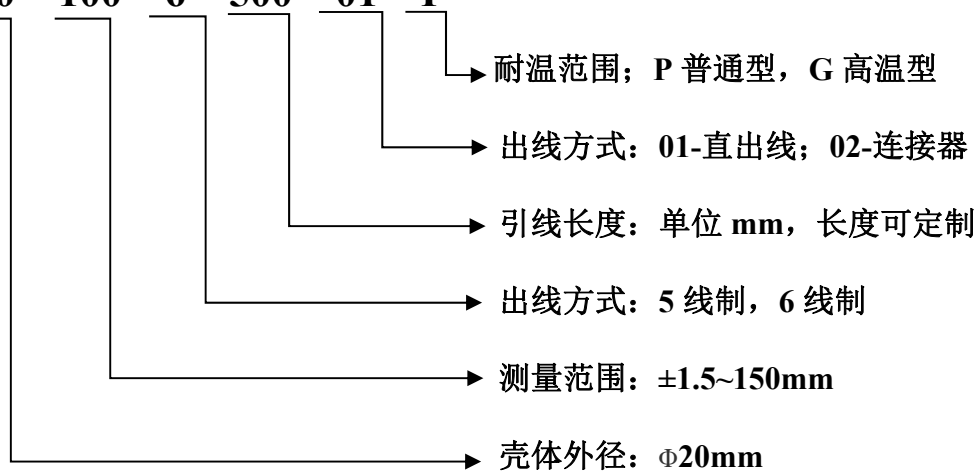 耐温范围；P 普通型，G 高温型
出线方式：01-直出线；02-连接器
引线长度：单位 mm，长度可定制
出线方式：5 线制，6 线制
测量范围：±1.5~150mm
壳体外径：Φ20mm